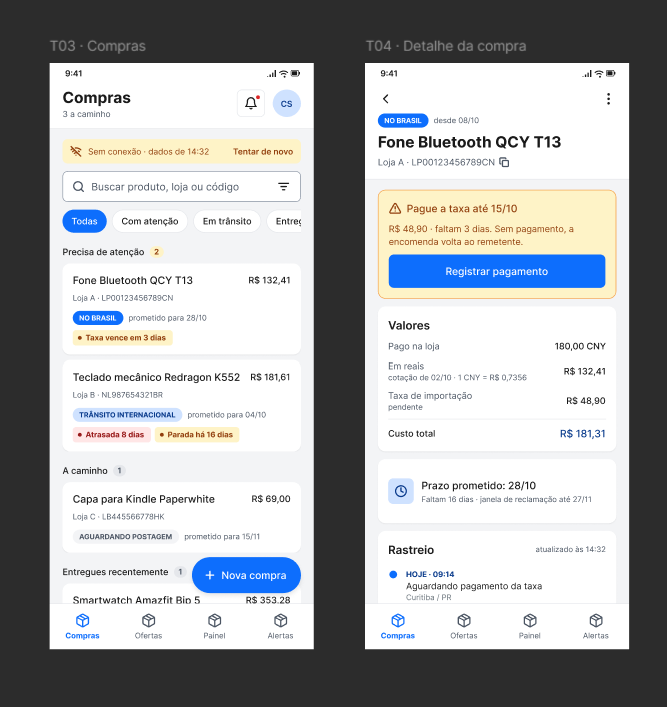 T03 · Compras
9:41
Compras
3 a caminho
CS
Sem conexão · dados de 14:32
Tentar de novo
Buscar produto, loja ou código
Todas
Com atenção
Em trânsito
Entreg
Precisa de atenção 2
Fone Bluetooth QCY T13
R$ 132,41
Loja A · LP00123456789CN
NO BRASIL
prometido para 28/10
• Taxa vence em 3 dias
Teclado mecânico Redragon K552
R$ 181,61
Loja B · NL987654321BR
TRÂNSITO INTERNACIONAL
prometido para 04/10
• Atrasada 8 dias
• Parada há 16 dias
A caminho 1
Capa para Kindle Paperwhite
R$ 69,00
Loja C · LB445566778HK
AGUARDANDO POSTAGEM
prometido para 15/11
Entregues recentemente 1
+ Nova compra
Smartwatch Amazfit Bip 5
R$ 353,28
Compras
Ofertas
Painel
Alertas
T04 · Detalhe da compra
9:41
NO BRASIL
desde 08/10
Fone Bluetooth QCY T13
Loja A · LP00123456789CN
Pague a taxa até 15/10
R$ 48,90 · faltam 3 dias. Sem pagamento, a
encomenda volta ao remetente.
Registrar pagamento
Valores
Pago na loja
180,00 CNY
Em reais
cotação de 02/10 · 1 CNY = R$ 0,7356
R$ 132,41
Taxa de importação
pendente
R$ 48,90
Custo total
R$ 181,31
Prazo prometido: 28/10
Faltam 16 dias · janela de reclamação até 27/11
Rastreio
atualizado às 14:32
HOJE · 09:14
Aguardando pagamento da taxa
Curitiba / PR
Compras
Ofertas
Painel
Alertas